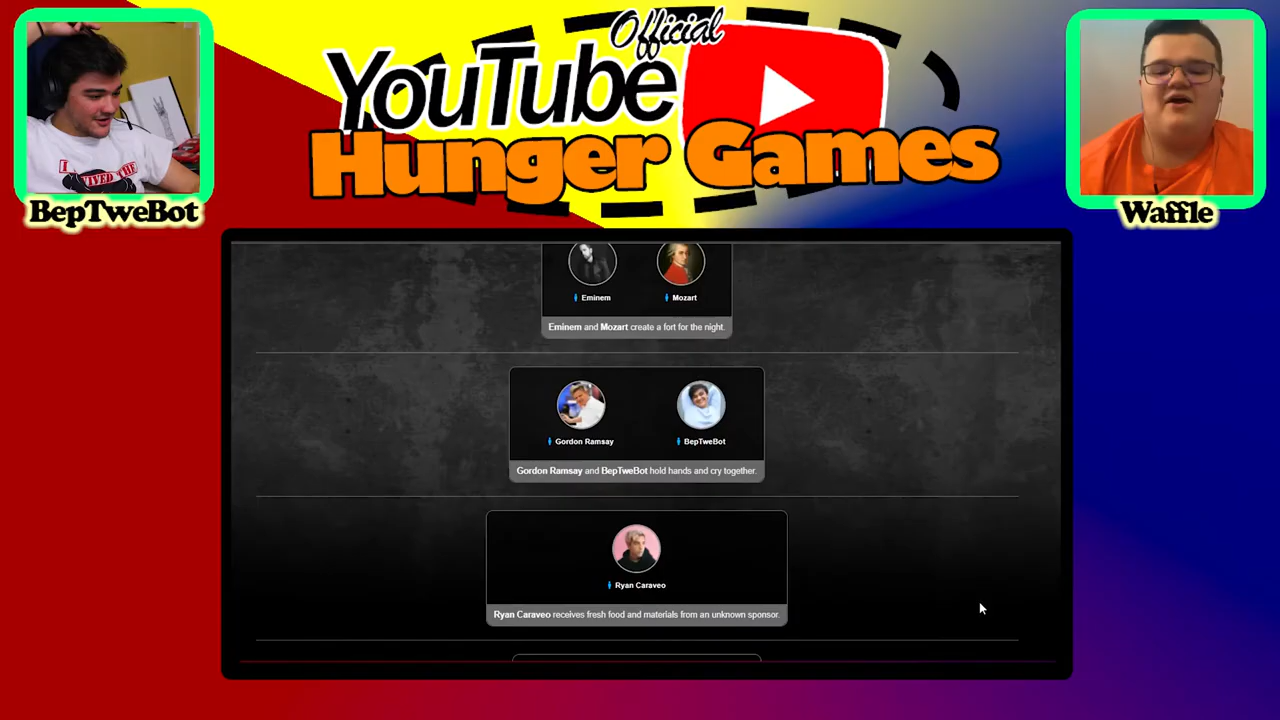 Official
YouTube
Hunger Games
BepTweBot
Waffle
Eminem
Mozart
Eminem and Mozart create a fort for the night.
Gordon Ramsay
BepTweBot
Gordon Ramsay and BepTweBot hold hands and cry together.
Ryan Caraveo
Ryan Caraveo receives fresh food and materials from an unknown sponsor.